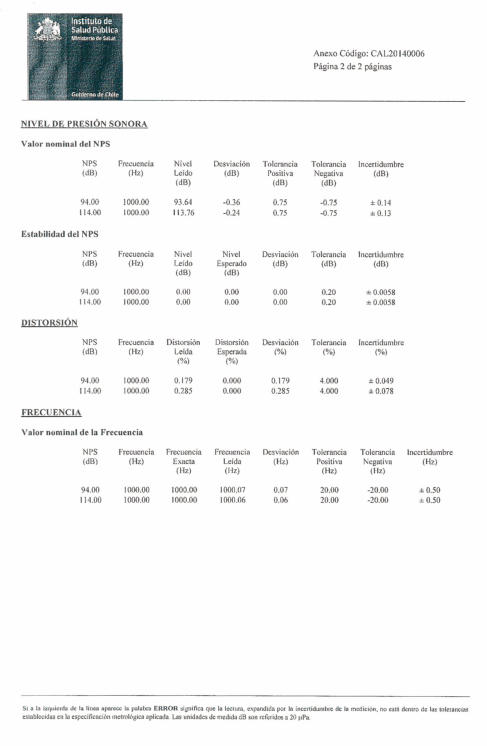 Instituto de
Salud Pública
Ministerio de Salud
Gobierno de Chile
Anexo Código: CAL20140006
Página 2 de 2 páginas
NIVEL DE PRESIÓN SONORA
Valor nominal del NPS
NPS Frecuencia Nivel Desviación Tolerancia Tolerancia Incertidumbre
(dB) (Hz) Leído (dB) Positiva Negativa (dB)
(dB) (dB) (dB)
94.00 1000.00 93.64 -0.36 0.75 -0.75 ± 0.14
114.00 1000.00 113.76 -0.24 0.75 -0.75 ± 0.13
Estabilidad del NPS
NPS Frecuencia Nivel Nivel Desviación Tolerancia Incertidumbre
(dB) (Hz) Leído Esperado (dB) (dB) (dB)
(dB) (dB)
94.00 1000.00 0.00 0.00 0.00 0.20 ± 0.0058
114.00 1000.00 0.00 0.00 0.00 0.20 ± 0.0058
DISTORSIÓN
NPS Frecuencia Distorsión Distorsión Desviación Tolerancia Incertidumbre
(dB) (Hz) Leída Esperada (%) (%) (%)
(%) (%)
94.00 1000.00 0.179 0.000 0.179 4.000 ± 0.049
114.00 1000.00 0.285 0.000 0.285 4.000 ± 0.078
FRECUENCIA
Valor nominal de la Frecuencia
NPS Frecuencia Frecuencia Frecuencia Desviación Tolerancia Tolerancia Incertidumbre
(dB) (Hz) Exacta Leída (Hz) Positiva Negativa (Hz)
(Hz) (Hz) (Hz) (Hz)
94.00 1000.00 1000.00 1000.07 0.07 20.00 -20.00 ± 0.50
114.00 1000.00 1000.00 1000.06 0.06 20.00 -20.00 ± 0.50
Si a la izquierda de la línea aparece la palabra ERROR significa que la lectura, expandida por la incertidumbre de la medición, no está dentro de las tolerancias
establecidas en la especificación metrológica aplicada. Las unidades de medida dB son referidos a 20 µPa.